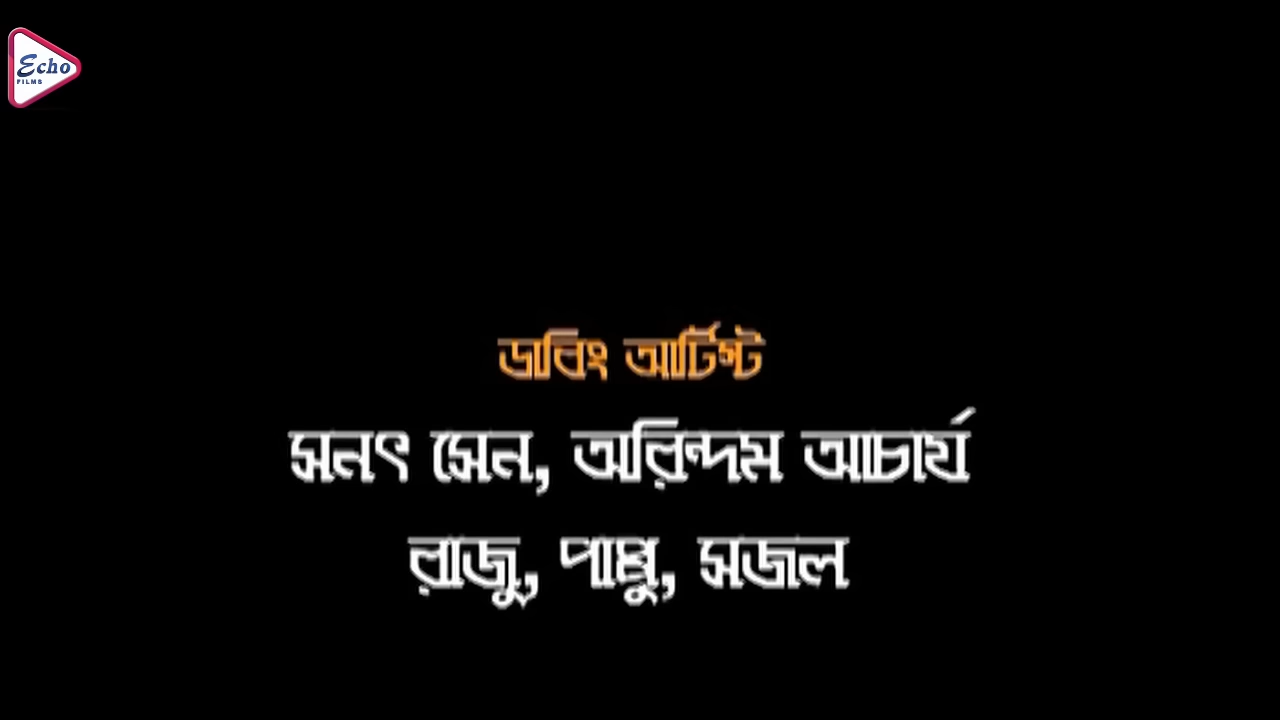 Echo
FILMS
ডাবিং আর্টিস্ট
সনৎ সেন, অরিন্দম আচার্য
রাজু, পাপ্পু, সজল